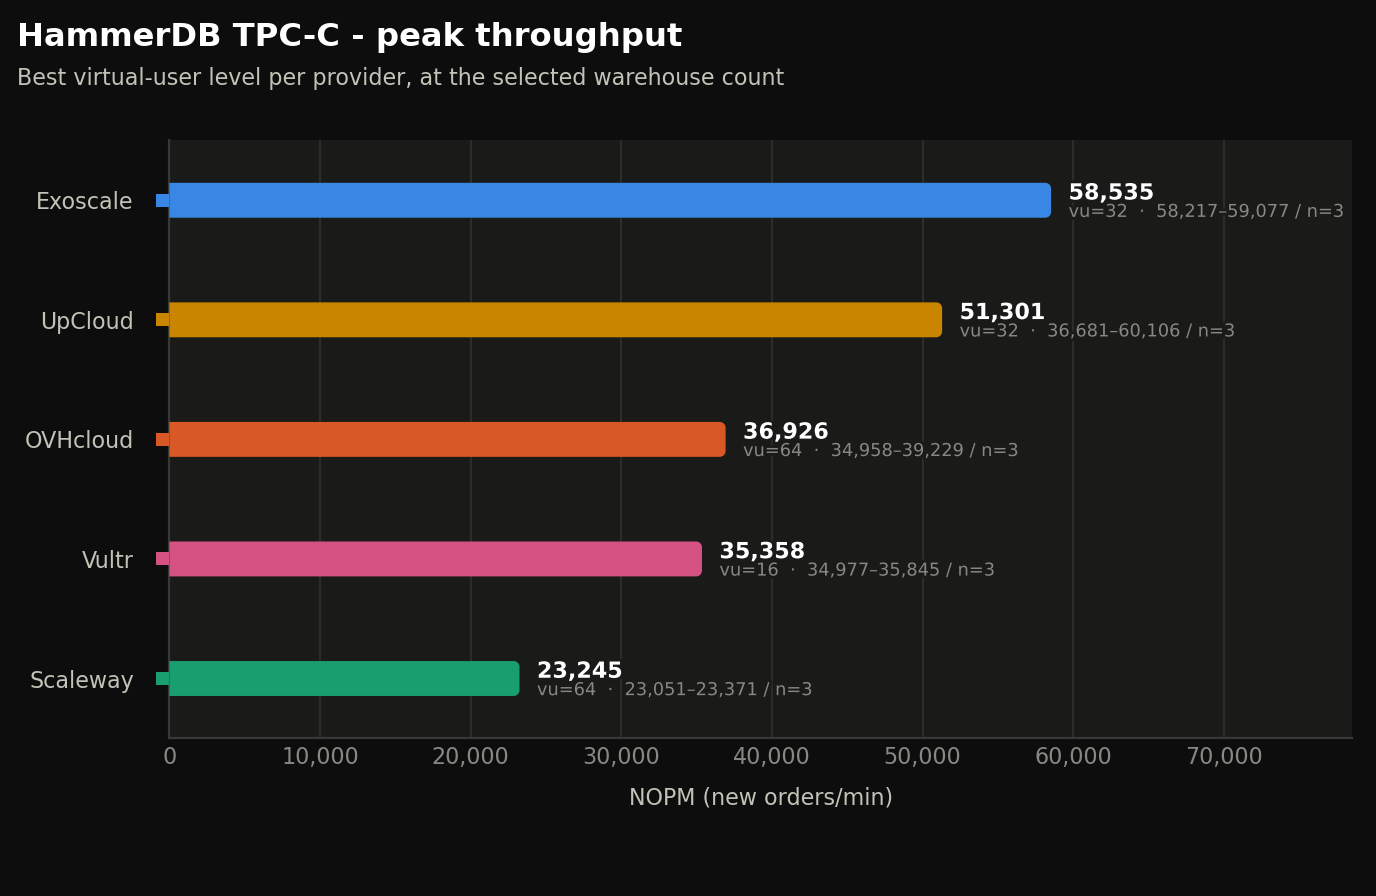 HammerDB TPC-C - peak throughput
Best virtual-user level per provider, at the selected warehouse count
Exoscale
58,535
vu=32 · 58,217–59,077 / n=3
UpCloud
51,301
vu=32 · 36,681–60,106 / n=3
OVHcloud
36,926
vu=64 · 34,958–39,229 / n=3
Vultr
35,358
vu=16 · 34,977–35,845 / n=3
Scaleway
23,245
vu=64 · 23,051–23,371 / n=3
0 10,000 20,000 30,000 40,000 50,000 60,000 70,000
NOPM (new orders/min)